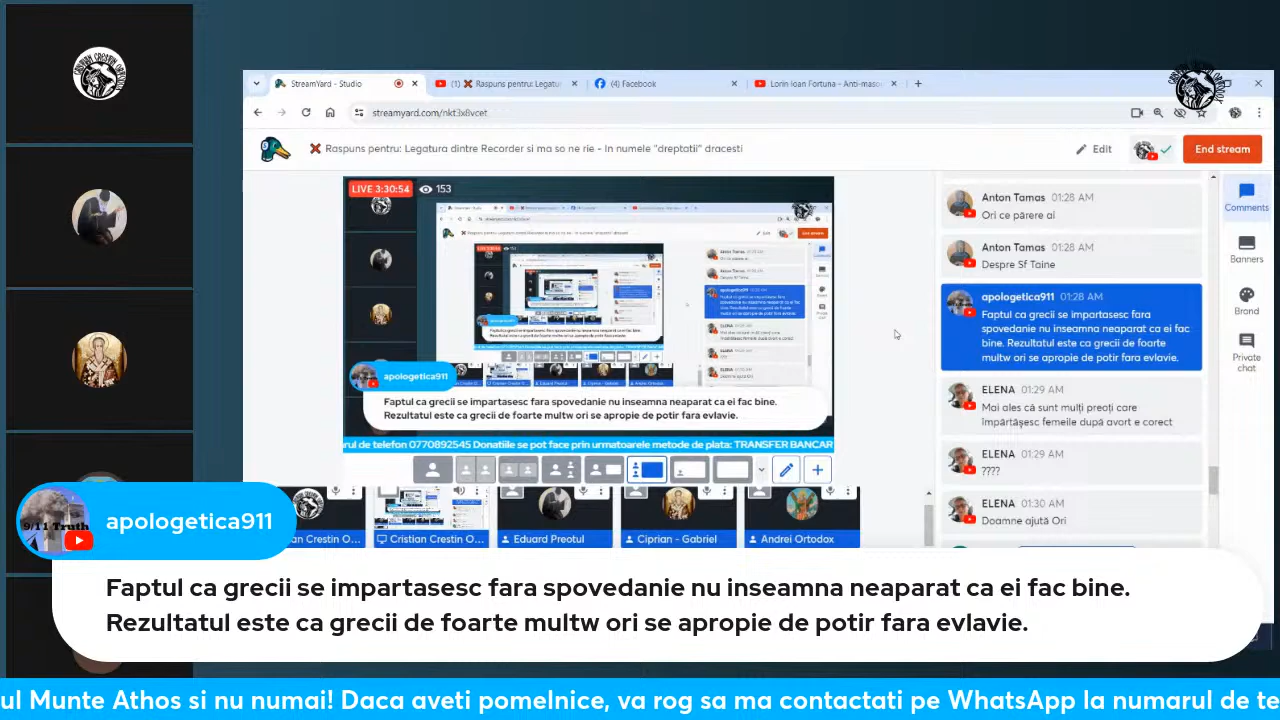 StreamYard - Studio
(1) ❌ Raspuns pentru: Legatu
(4) Facebook
Lorin Ioan Fortuna - Anti-maso
streamyard.com/nkt3x8vcet
❌ Raspuns pentru: Legatura dintre Recorder si ma so ne rie - In numele "dreptatii" dracesti
Edit
End stream
LIVE 3:30:54
153
Anton Tamas 01:28 AM
Ori ce părere ai
Anton Tamas 01:28 AM
Despre Sf Taine
apologetica911 01:28 AM
Faptul ca grecii se impartasesc fara
spovedanie nu inseamna neaparat ca ei fac
bine. Rezultatul este ca grecii de foarte
multw ori se apropie de potir fara evlavie.
ELENA 01:29 AM
Mai ales că sunt mulți preoți care
împărtășesc femeile după avort e corect
ELENA 01:29 AM
????
ELENA 01:30 AM
Doamne ajută Ori
Comments
Banners
Brand
Private
chat
apologetica911
Faptul ca grecii se impartasesc fara spovedanie nu inseamna neaparat ca ei fac bine.
Rezultatul este ca grecii de foarte multw ori se apropie de potir fara evlavie.
rul de telefon 0770892545 Donatiile se pot face prin urmatoarele metode de plata: TRANSFER BANCAR
an Crestin O...
Cristian Crestin O...
Eduard Preotul
Ciprian - Gabriel
Andrei Ortodox
9/11 Truth
apologetica911
Faptul ca grecii se impartasesc fara spovedanie nu inseamna neaparat ca ei fac bine.
Rezultatul este ca grecii de foarte multw ori se apropie de potir fara evlavie.
ul Munte Athos si nu numai! Daca aveti pomelnice, va rog sa ma contactati pe WhatsApp la numarul de te